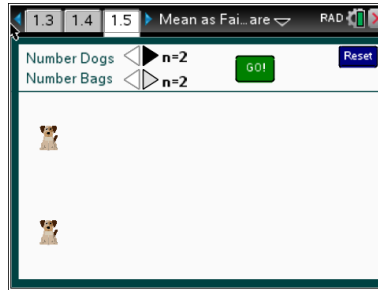 1.3 1.4 1.5 Mean as Fai...are RAD
Number Dogs n=2
Number Bags n=2
GO!
Reset